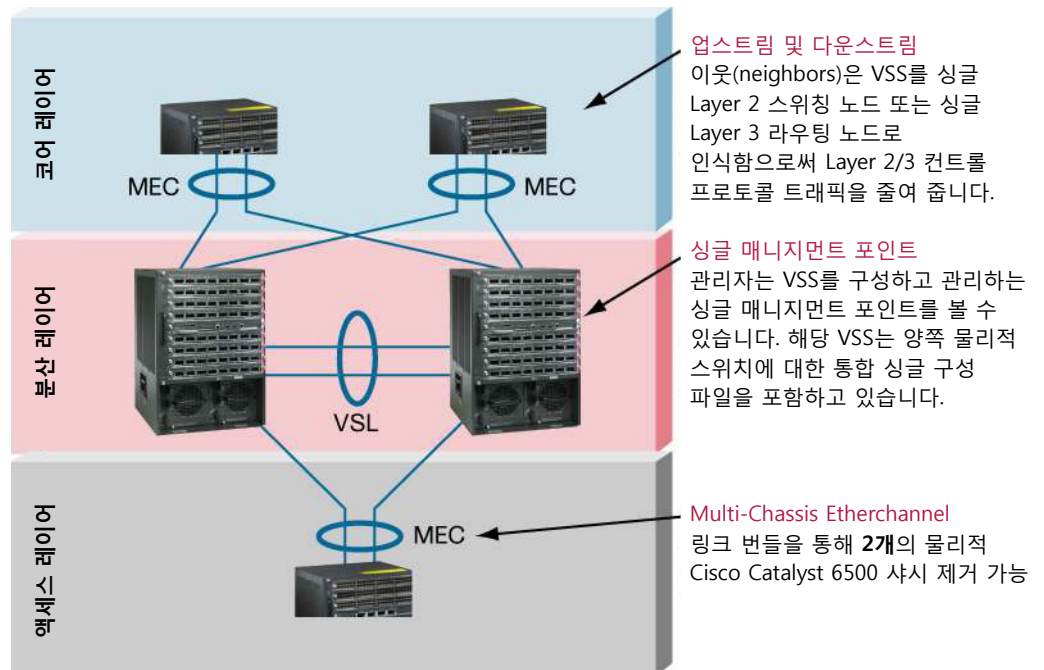 코어 레이어
MEC
MEC
업스트림 및 다운스트림
이웃(neighbors)은 VSS를 싱글
Layer 2 스위칭 노드 또는 싱글
Layer 3 라우팅 노드로
인식함으로써 Layer 2/3 컨트롤
프로토콜 트래픽을 줄여 줍니다.
분산 레이어
VSL
싱글 매니지먼트 포인트
관리자는 VSS를 구성하고 관리하는
싱글 매니지먼트 포인트를 볼 수
있습니다. 해당 VSS는 양쪽 물리적
스위치에 대한 통합 싱글 구성
파일을 포함하고 있습니다.
액세스 레이어
MEC
Multi-Chassis Etherchannel
링크 번들을 통해 2개의 물리적
Cisco Catalyst 6500 샤시 제거 가능